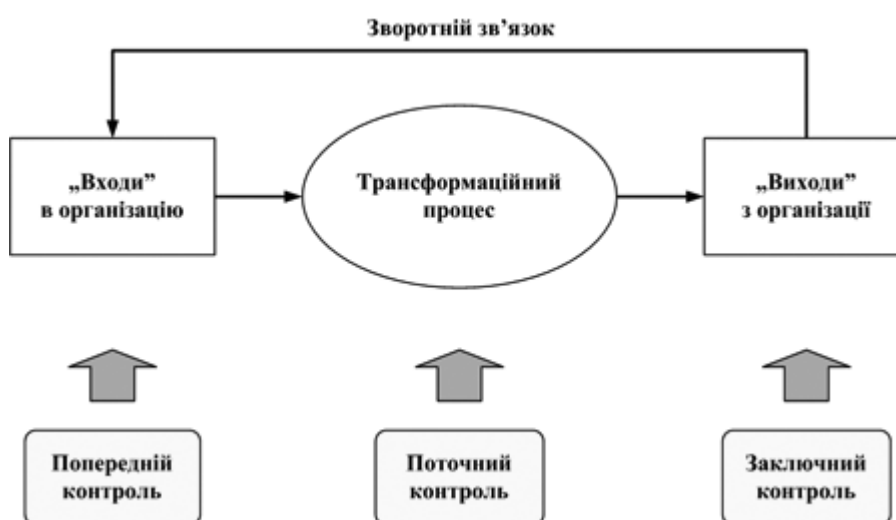 Зворотній зв’язок
„Входи”
в організацію
Трансформаційний
процес
„Виходи”
з організації
Попередній
контроль
Поточний
контроль
Заключний
контроль